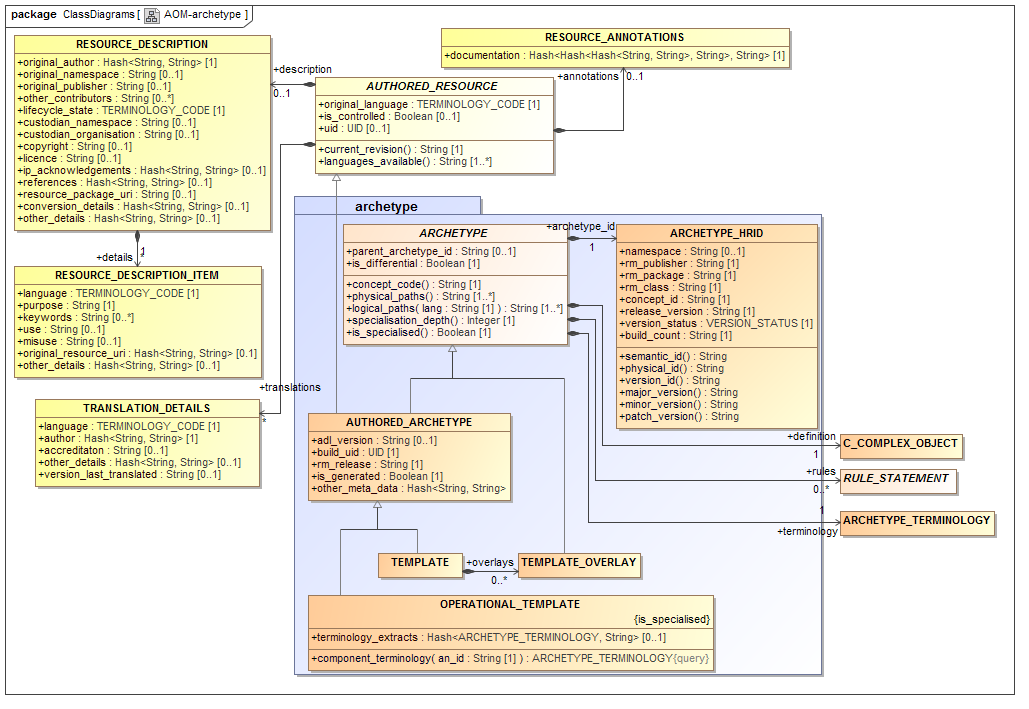 package ClassDiagrams [ AOM-archetype ]
RESOURCE_DESCRIPTION
+original_author : Hash<String, String> [1]
+original_namespace : String [0..1]
+original_publisher : String [0..1]
+other_contributors : String [0..*]
+lifecycle_state : TERMINOLOGY_CODE [1]
+custodian_namespace : String [0..1]
+custodian_organisation : String [0..1]
+copyright : String [0..1]
+licence : String [0..1]
+ip_acknowledgements : Hash<String, String> [0..1]
+references : Hash<String, String> [0..1]
+resource_package_uri : String [0..1]
+conversion_details : Hash<String, String> [0..1]
+other_details : Hash<String, String> [0..1]
RESOURCE_ANNOTATIONS
+documentation : Hash<Hash<Hash<String, String>, String>, String> [1]
+annotations 0..1
+description
0..1
AUTHORED_RESOURCE
+original_language : TERMINOLOGY_CODE [1]
+is_controlled : Boolean [0..1]
+uid : UID [0..1]
+current_revision() : String [1]
+languages_available() : String [1..*]
1
+details *
RESOURCE_DESCRIPTION_ITEM
+language : TERMINOLOGY_CODE [1]
+purpose : String [1]
+keywords : String [0..*]
+use : String [0..1]
+misuse : String [0..1]
+original_resource_uri : Hash<String, String> [0.1]
+other_details : Hash<String, String> [0..1]
+translations
*
TRANSLATION_DETAILS
+language : TERMINOLOGY_CODE [1]
+author : Hash<String, String> [1]
+accreditaton : String [0..1]
+other_details : Hash<String, String> [0..1]
+version_last_translated : String [0..1]
archetype
ARCHETYPE
+parent_archetype_id : String [0..1]
+is_differential : Boolean [1]
+concept_code() : String [1]
+physical_paths() : String [1..*]
+logical_paths( lang : String [1] ) : String [1..*]
+specialisation_depth() : Integer [1]
+is_specialised() : Boolean [1]
+archetype_id
1
ARCHETYPE_HRID
+namespace : String [0..1]
+rm_publisher : String [1]
+rm_package : String [1]
+rm_class : String [1]
+concept_id : String [1]
+release_version : String [1]
+version_status : VERSION_STATUS [1]
+build_count : String [1]
+semantic_id() : String
+physical_id() : String
+version_id() : String
+major_version() : String
+minor_version() : String
+patch_version() : String
+definition
1
C_COMPLEX_OBJECT
+rules
0..*
RULE_STATEMENT
1
+terminology
ARCHETYPE_TERMINOLOGY
AUTHORED_ARCHETYPE
+adl_version : String [0..1]
+build_uid : UID [1]
+rm_release : String [1]
+is_generated : Boolean [1]
+other_meta_data : Hash<String, String>
TEMPLATE
+overlays
0..*
TEMPLATE_OVERLAY
OPERATIONAL_TEMPLATE
{is_specialised}
+terminology_extracts : Hash<ARCHETYPE_TERMINOLOGY, String> [0..1]
+component_terminology( an_id : String [1] ) : ARCHETYPE_TERMINOLOGY{query}